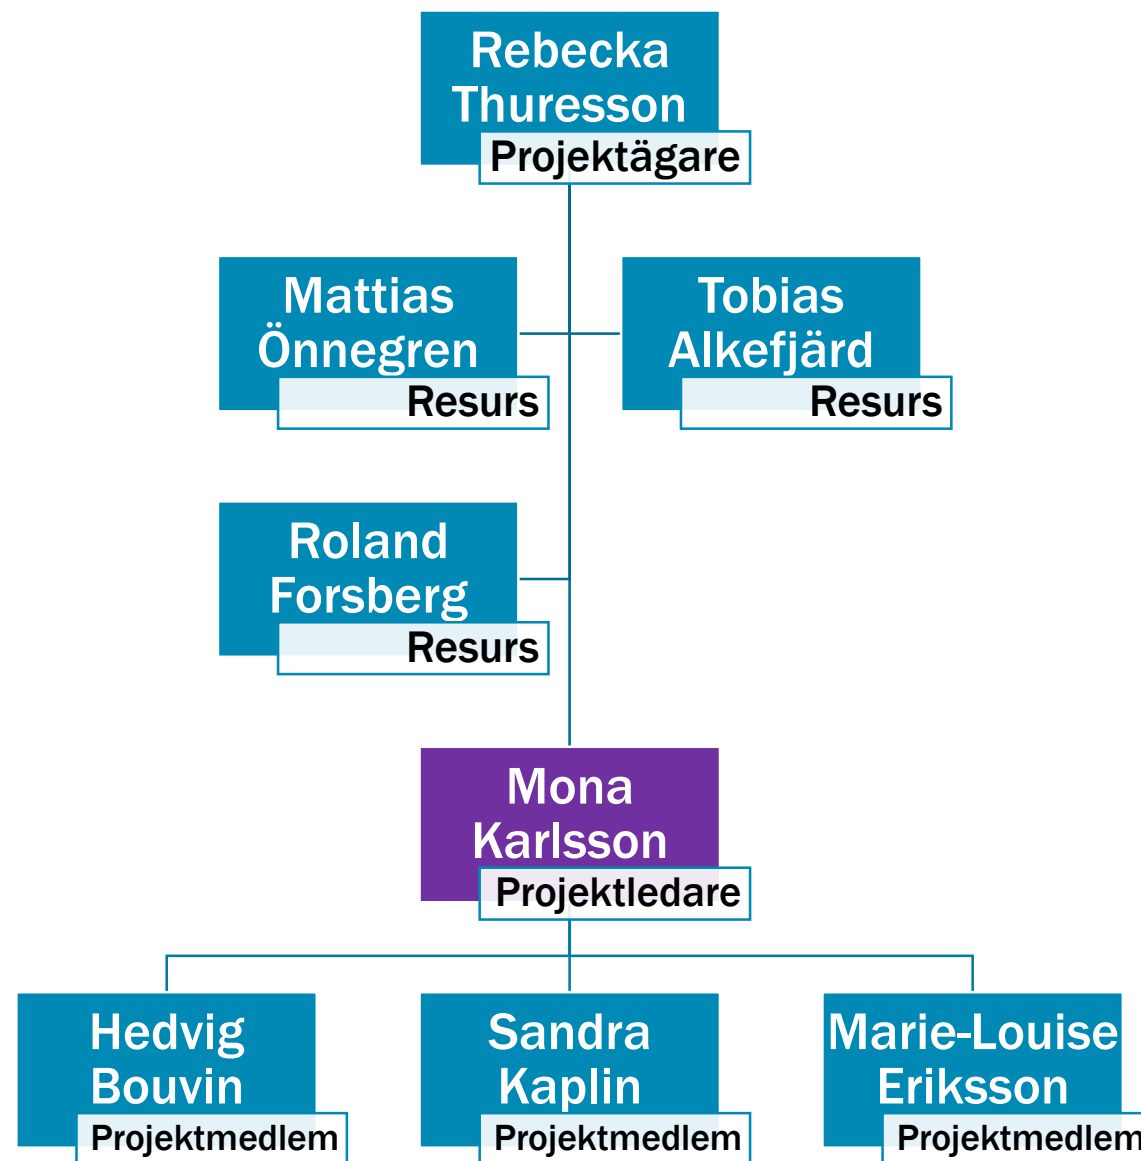 Rebecka
Thuresson
Projektägare
Mattias
Önnegren
Resurs
Tobias
Alkefjärd
Resurs
Roland
Forsberg
Resurs
Mona
Karlsson
Projektledare
Hedvig
Bouvin
Projektmedlem
Sandra
Kaplin
Projektmedlem
Marie-Louise
Eriksson
Projektmedlem